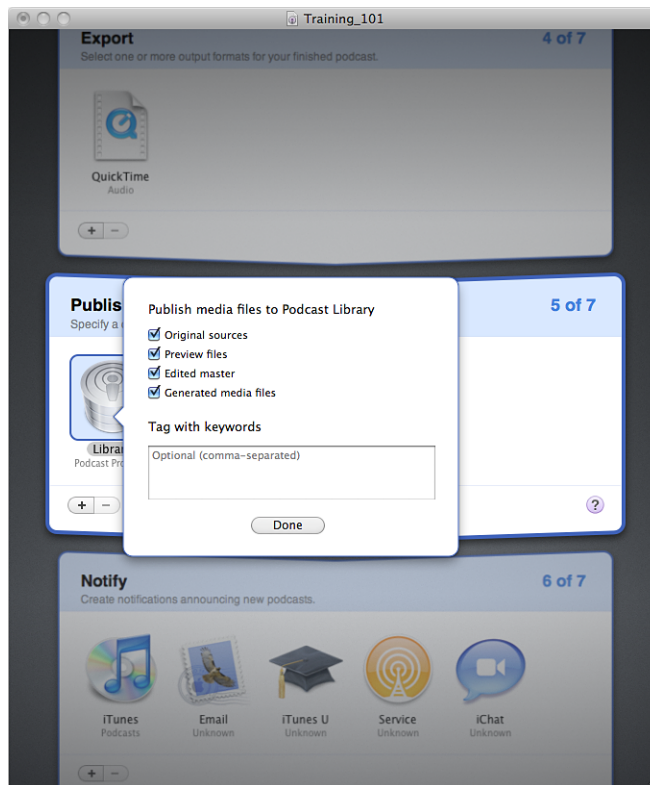 Training_101
Export 4 of 7
Select one or more output formats for your finished podcast.
QuickTime
Audio
Publis 5 of 7
Specify a
Publish media files to Podcast Library
Original sources
Preview files
Edited master
Generated media files
Tag with keywords
Optional (comma-separated)
Done
Librar
Podcast Pro
?
Notify 6 of 7
Create notifications announcing new podcasts.
iTunes Email iTunes U Service iChat
Podcasts Unknown Unknown Unknown Unknown